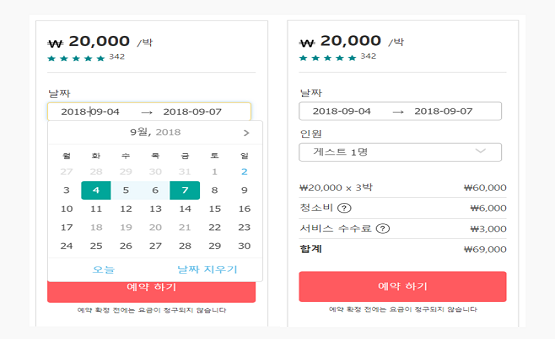 ₩ 20,000 /박
★★★★★ 342
날짜
2018-09-04 → 2018-09-07
9월, 2018 >
월 화 수 목 금 토 일
27 28 29 30 31 1 2
3 4 5 6 7 8 9
10 11 12 13 14 15 16
17 18 19 20 21 22 23
24 25 26 27 28 29 30
오늘 날짜 지우기
예약 하기
예약 확정 전에는 요금이 청구되지 않습니다
₩ 20,000 /박
★★★★★ 342
날짜
2018-09-04 → 2018-09-07
인원
게스트 1명
₩20,000 x 3박 ₩60,000
청소비 ? ₩6,000
서비스 수수료 ? ₩3,000
합계 ₩69,000
예약 하기
예약 확정 전에는 요금이 청구되지 않습니다